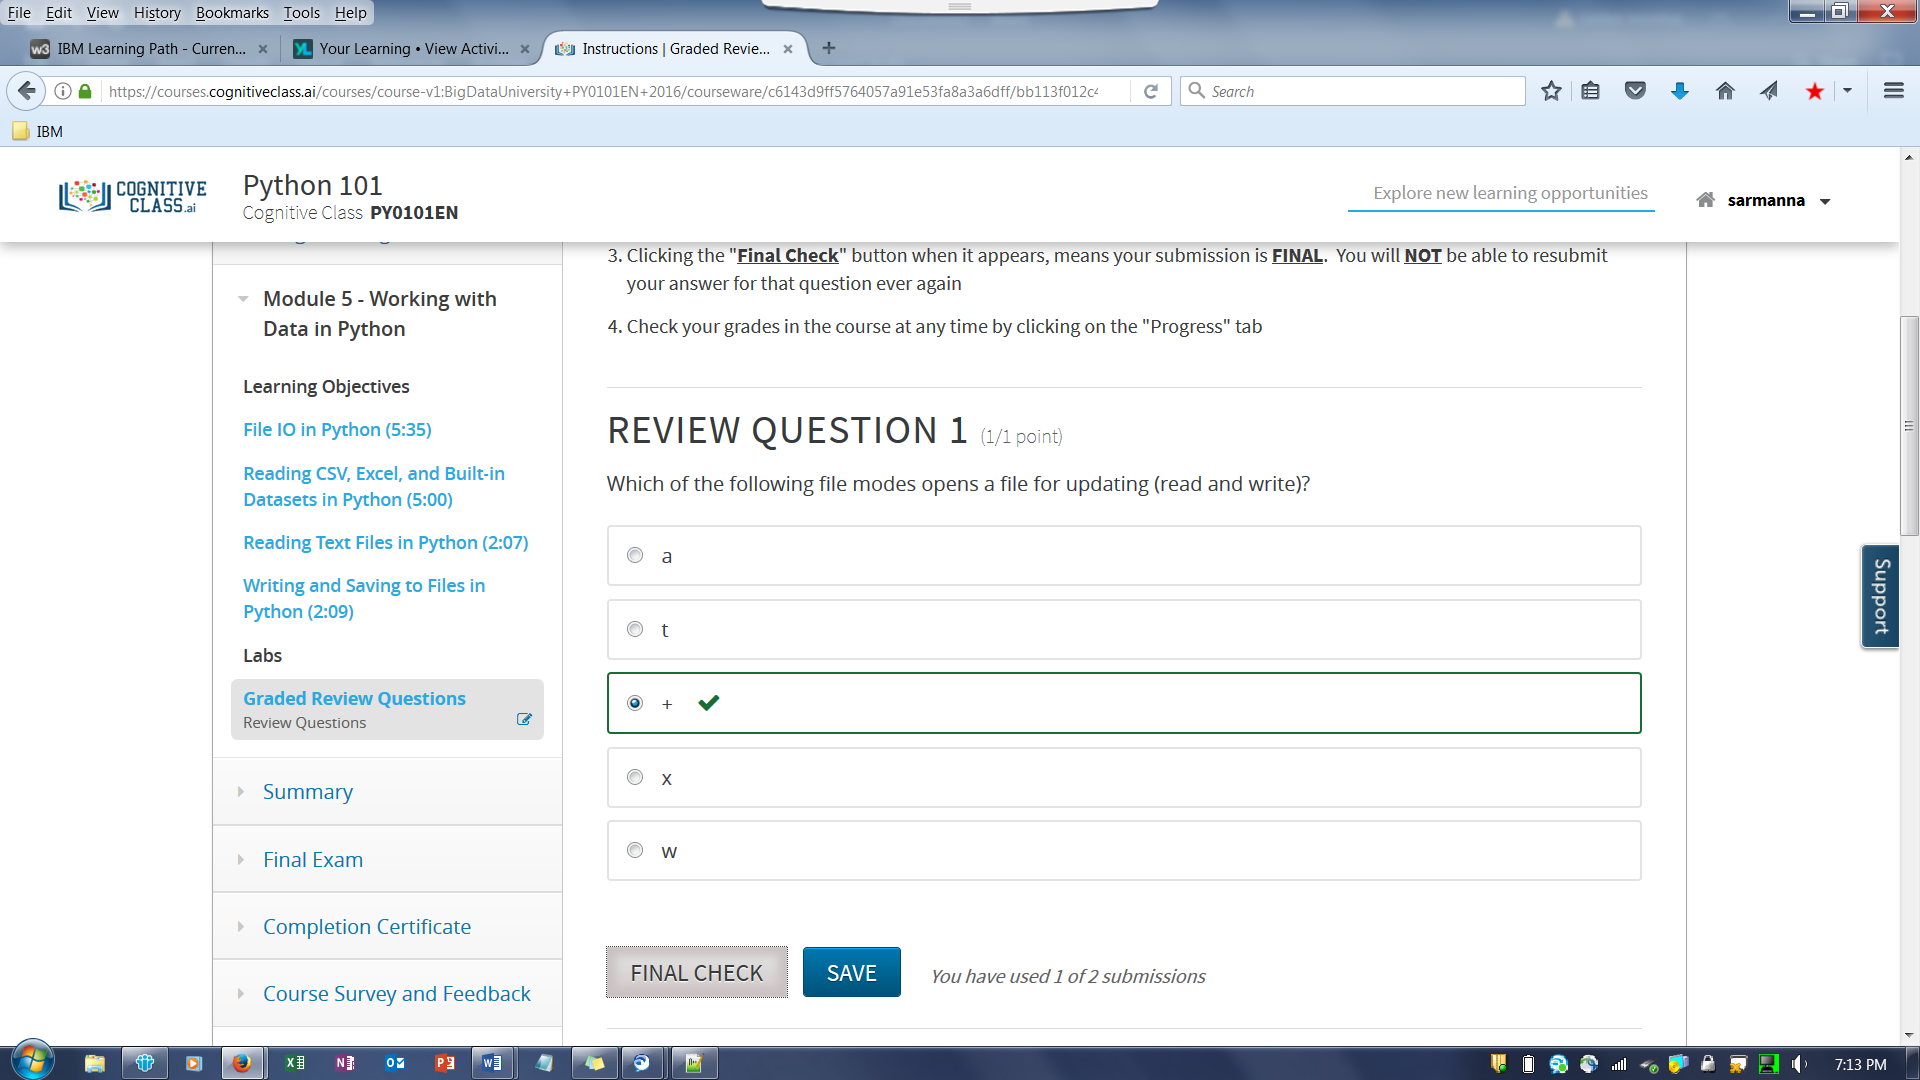 File Edit View History Bookmarks Tools Help
IBM Learning Path - Curren...
Your Learning • View Activi...
Instructions | Graded Revie...
https://courses.cognitiveclass.ai/courses/course-v1:BigDataUniversity+PY0101EN+2016/courseware/c6143d9ff5764057a91e53fa8a3a6dff/bb113f012c4
Search
IBM
COGNITIVE
CLASS.ai
Python 101
Cognitive Class PY0101EN
Explore new learning opportunities
sarmanna
Module 5 - Working with
Data in Python
Learning Objectives
File IO in Python (5:35)
Reading CSV, Excel, and Built-in
Datasets in Python (5:00)
Reading Text Files in Python (2:07)
Writing and Saving to Files in
Python (2:09)
Labs
Graded Review Questions
Review Questions
Summary
Final Exam
Completion Certificate
Course Survey and Feedback
3. Clicking the "Final Check" button when it appears, means your submission is FINAL. You will NOT be able to resubmit
your answer for that question ever again
4. Check your grades in the course at any time by clicking on the "Progress" tab
REVIEW QUESTION 1 (1/1 point)
Which of the following file modes opens a file for updating (read and write)?
a
t
+
x
w
FINAL CHECK
SAVE
You have used 1 of 2 submissions
Support
7:13 PM